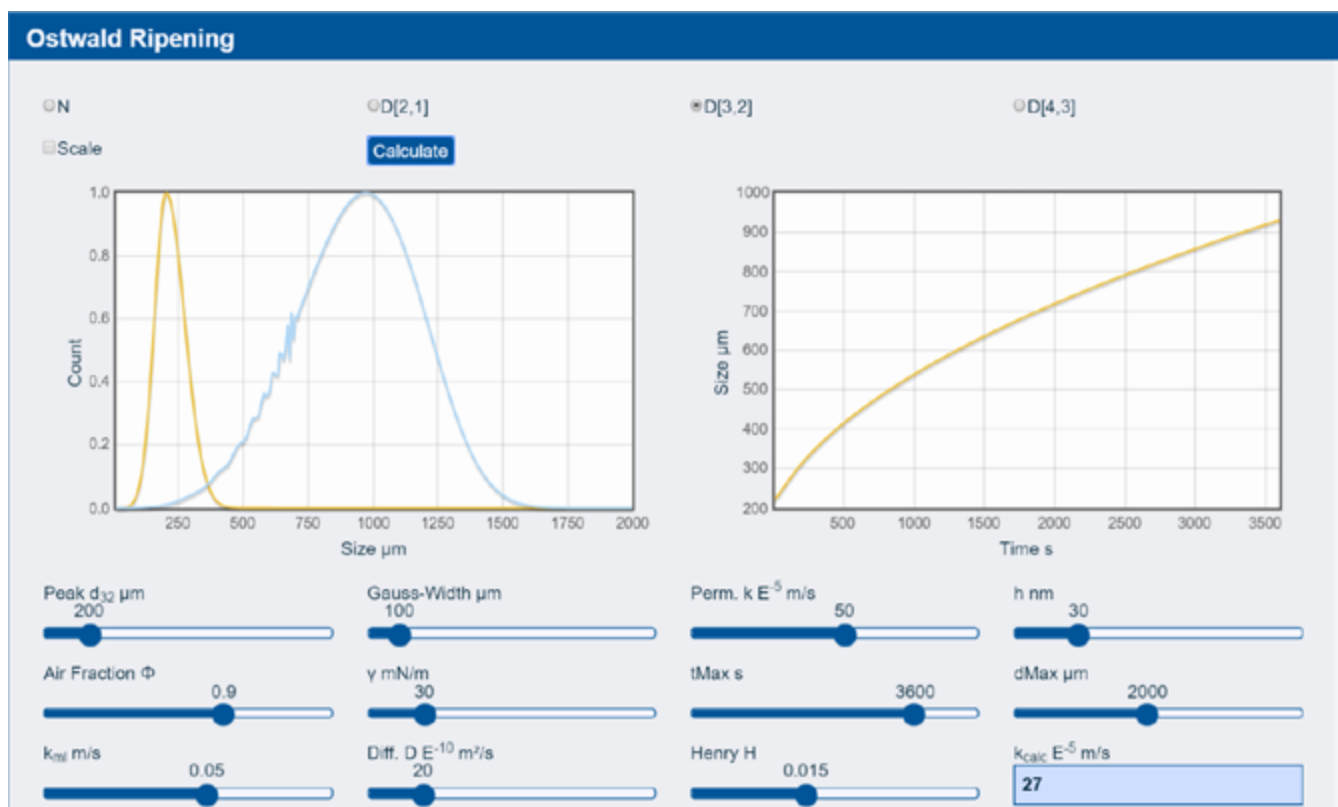 Ostwald Ripening
N D[2,1] D[3,2] D[4,3]
Scale Calculate
1.0
0.8
0.6
0.4
0.2
0.0
Count
250 500 750 1000 1250 1500 1750 2000
Size µm
1000
900
800
700
600
500
400
300
200
Size µm
500 1000 1500 2000 2500 3000 3500
Time s
Peak d32 µm Gauss-Width µm Perm. k E-5 m/s h nm
200 100 50 30
Air Fraction Φ γ mN/m tMax s dMax µm
0.9 30 3600 2000
kml m/s Diff. D E-10 m²/s Henry H kcalc E-5 m/s
0.05 20 0.015 27